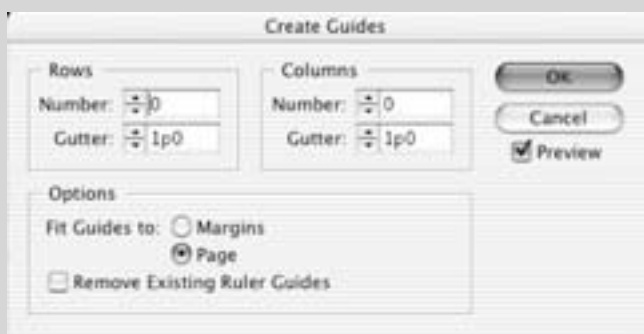 Create Guides
Rows
Number: 0
Gutter: 1p0
Columns
Number: 0
Gutter: 1p0
OK
Cancel
Preview
Options
Fit Guides to: Margins
Page
Remove Existing Ruler Guides